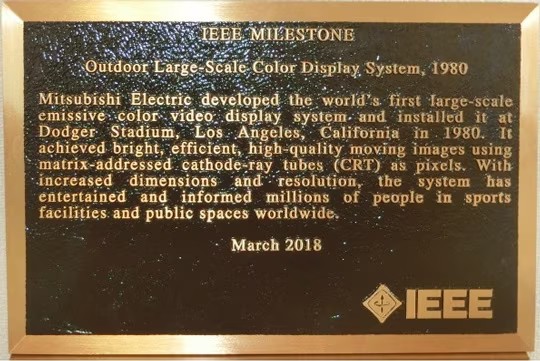 IEEE MILESTONE
Outdoor Large-Scale Color Display System, 1980
Mitsubishi Electric developed the world's first large-scale
emissive color video display system and installed it at
Dodger Stadium, Los Angeles, California in 1980. It
achieved bright, efficient, high-quality moving images using
matrix-addressed cathode-ray tubes (CRT) as pixels. With
increased dimensions and resolution, the system has
entertained and informed millions of people in sports
facilities and public spaces worldwide.
March 2018
IEEE